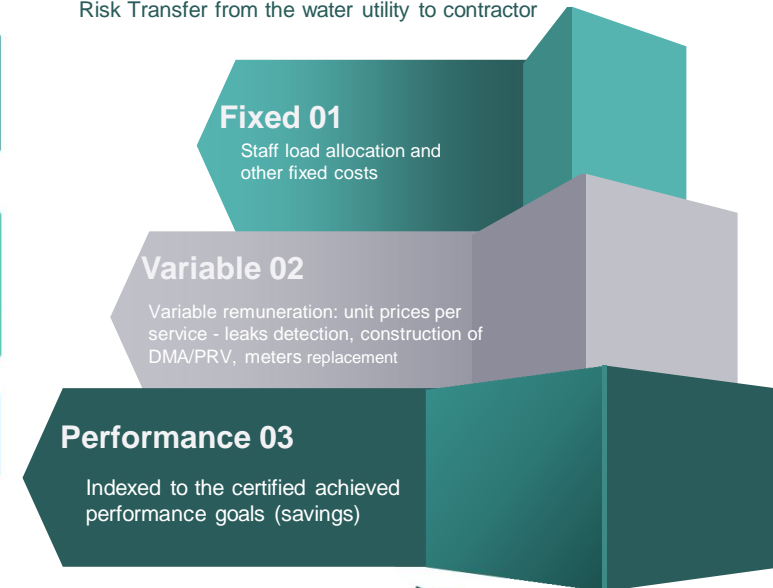 Risk Transfer from the water utility to contractor
Fixed 01
Staff load allocation and
other fixed costs
Variable 02
Variable remuneration: unit prices per
service - leaks detection, construction of
DMA/PRV, meters replacement
Performance 03
Indexed to the certified achieved
performance goals (savings)